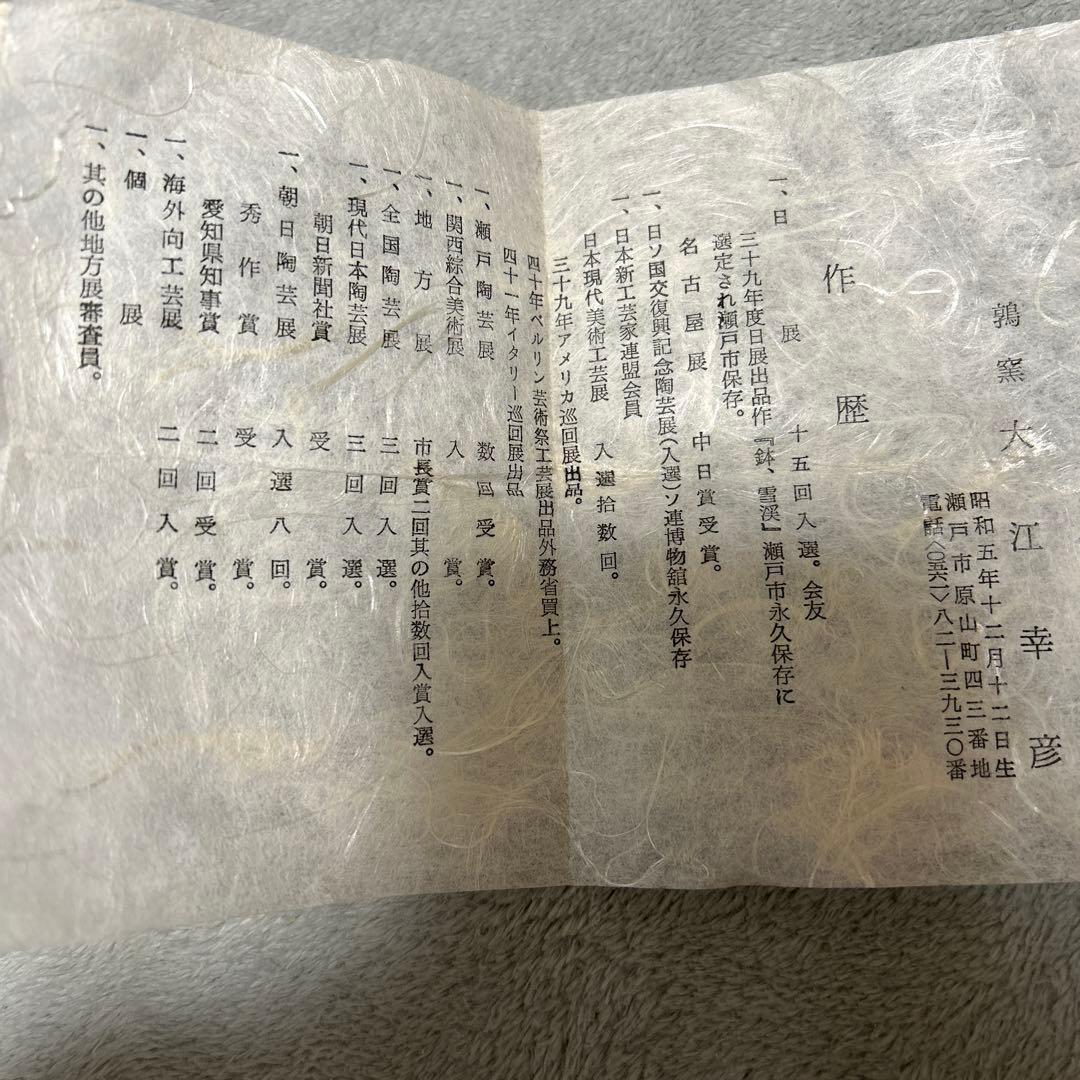 鶉窯 大江幸彦
昭和五年十二月十二日生
瀬戸市原山町四三番地
電話〈〇五六一〉八二ー三九三〇番
作歴
一、日展 十五回入選。会友
三十九年度日展出品作『鉢、雪渓』瀬戸市永久保存に
選定され瀬戸市保存。
名古屋展 中日賞受賞。
一、日ソ国交復興記念陶芸展(入選)ソ連博物舘永久保存
一、日本新工芸家連盟会員
日本現代美術工芸展 入選拾数回。
三十九年アメリカ巡回展出品。
四十年ベルリン芸術祭工芸展出品外務省買上。
四十一年イタリー巡回展出品
一、瀬戸陶芸展 数回受賞。
一、関西綜合美術展 入賞。
一、地方展 市長賞二回其の他拾数回入賞入選。
一、全国陶芸展 三回入選。
一、現代日本陶芸展 三回入選。
朝日新聞社賞 受賞。
一、朝日陶芸展 入選八回。
秀作賞 受賞。
愛知県知事賞 二回受賞。
一、海外向工芸展 二回入賞。
一、個展
一、其の他地方展審査員。